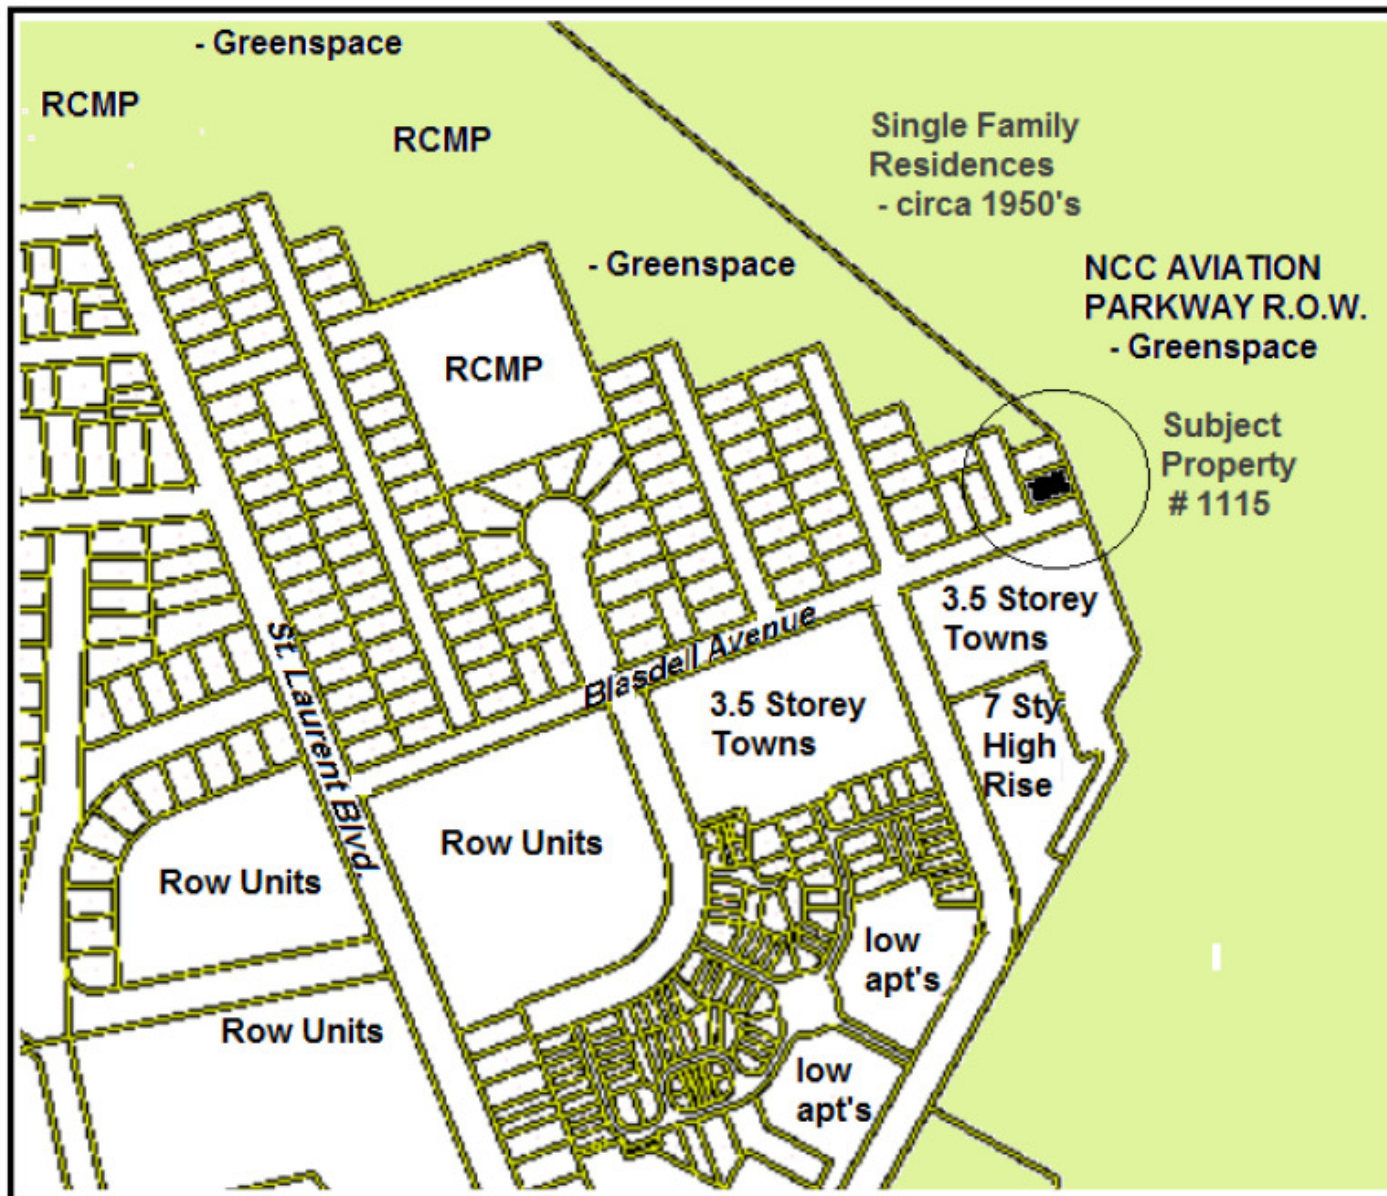 - Greenspace
RCMP
RCMP
Single Family
Residences
- circa 1950's
- Greenspace
NCC AVIATION
PARKWAY R.O.W.
- Greenspace
RCMP
Subject
Property
# 1115
3.5 Storey
Towns
Blasdell Avenue
St. Laurent Blvd.
3.5 Storey
Towns
7 Sty
High
Rise
Row Units
Row Units
low
apt's
Row Units
low
apt's